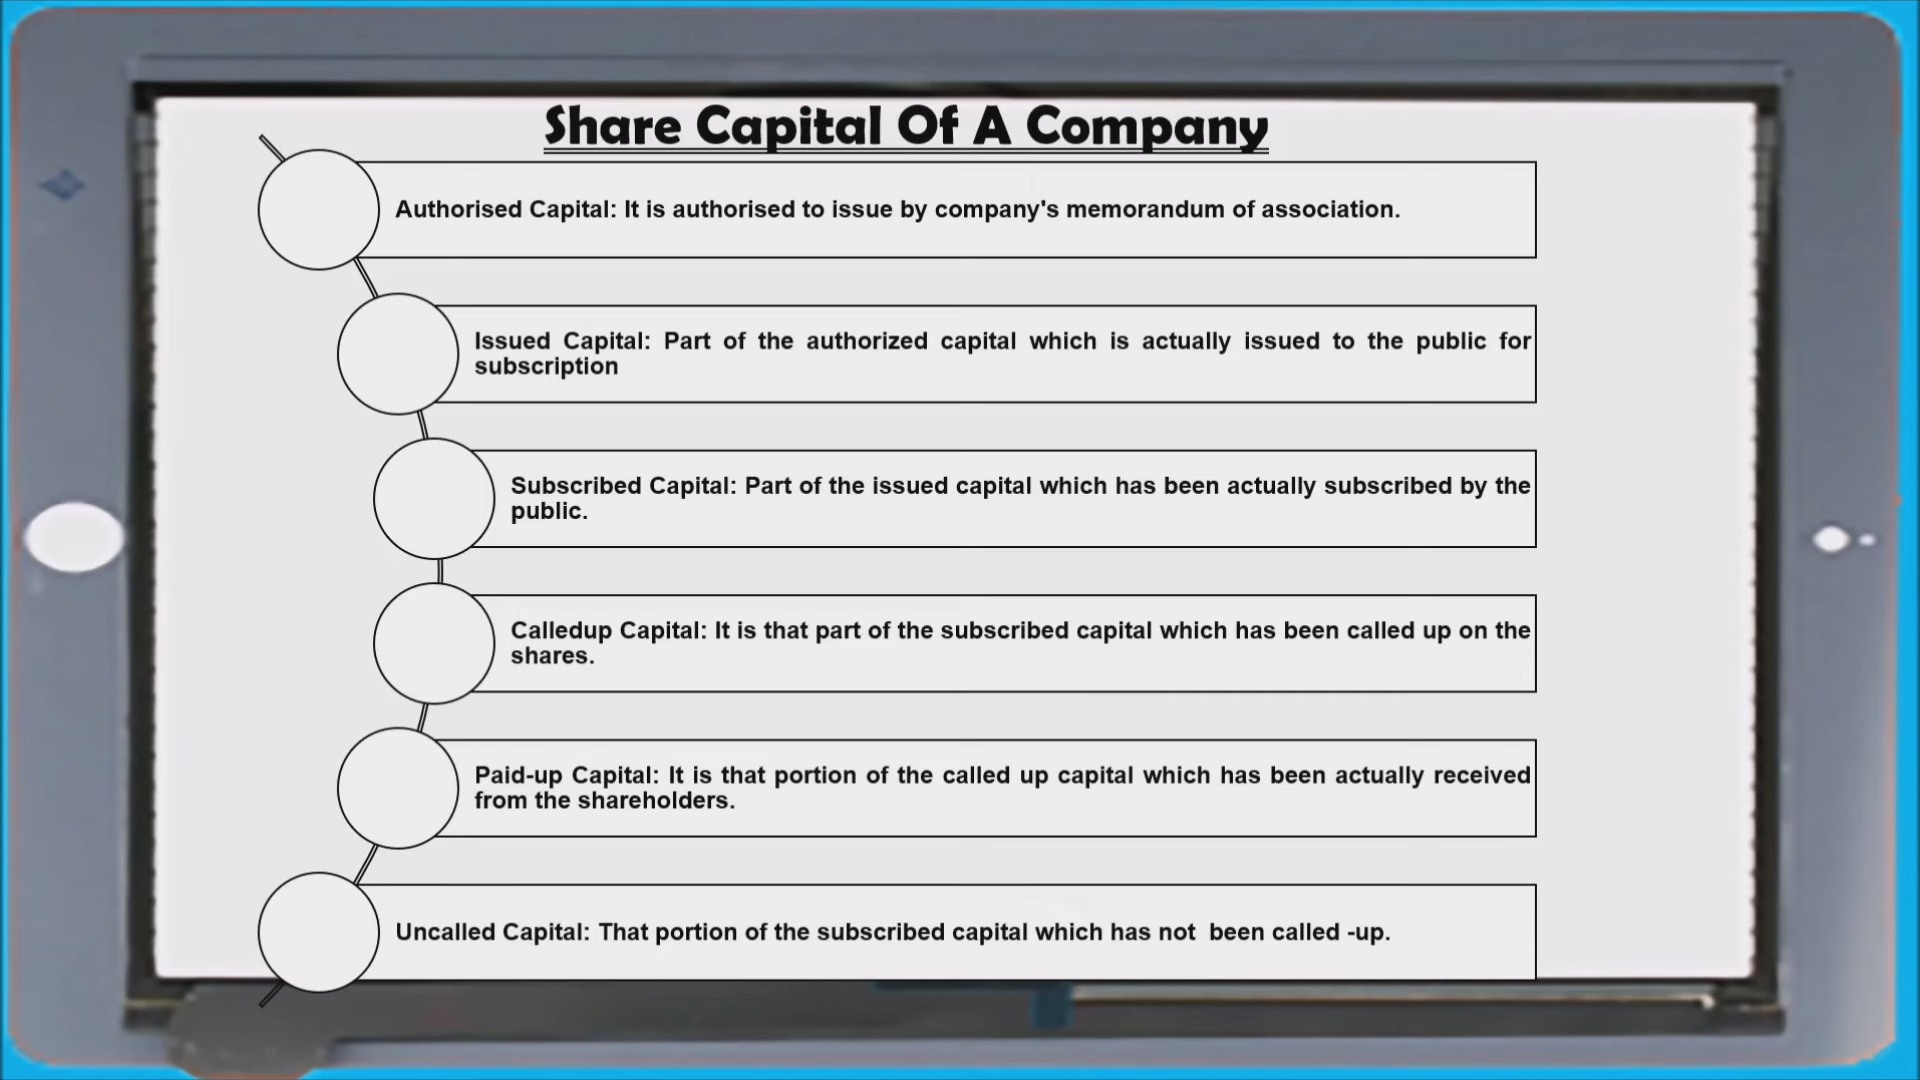 Share Capital Of A Company
Authorised Capital: It is authorised to issue by company's memorandum of association.
Issued Capital: Part of the authorized capital which is actually issued to the public for
subscription
Subscribed Capital: Part of the issued capital which has been actually subscribed by the
public.
Calledup Capital: It is that part of the subscribed capital which has been called up on the
shares.
Paid-up Capital: It is that portion of the called up capital which has been actually received
from the shareholders.
Uncalled Capital: That portion of the subscribed capital which has not  been called -up.